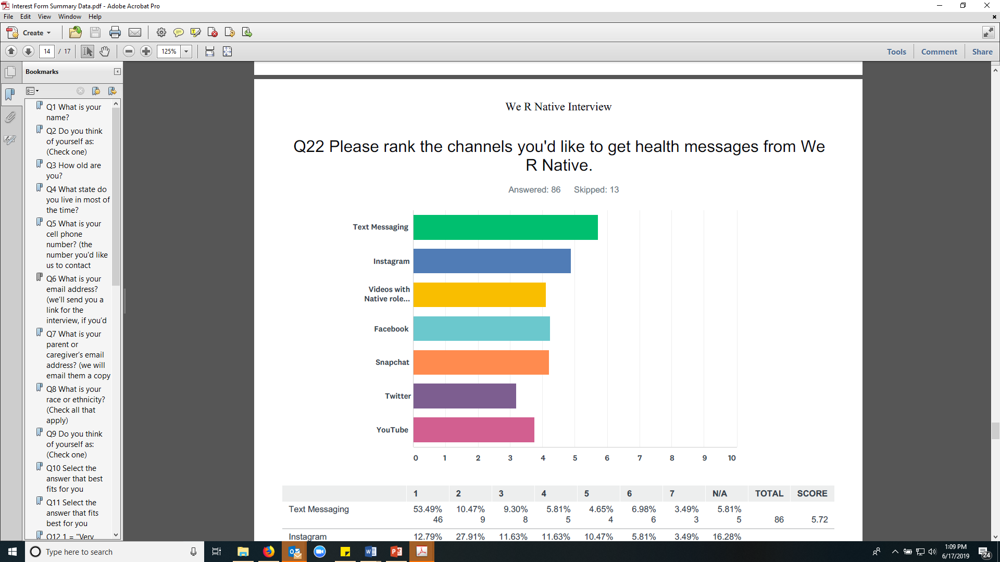 Interest Form Summary Data.pdf - Adobe Acrobat Pro
File Edit View Window Help
Create
14 / 17 125% Tools Comment Share
Bookmarks
Q1 What is your
name?
Q2 Do you think
of yourself as:
(Check one)
Q3 How old are
you?
Q4 What state do
you live in most of
the time?
Q5 What is your
cell phone
number? (the
number you'd like
us to contact
Q6 What is your
email address?
(we'll send you a
link for the
interview, if you'd
Q7 What is your
parent or
caregiver's email
address? (we will
email them a copy
Q8 What is your
race or ethnicity?
(Check all that
apply)
Q9 Do you think
of yourself as:
(Check one)
Q10 Select the
answer that best
fits for you
Q11 Select the
answer that fits
best for you
Q12 1 = "Very
We R Native Interview
Q22 Please rank the channels you'd like to get health messages from We
R Native.
Answered: 86 Skipped: 13
Text Messaging
Instagram
Videos with
Native role...
Facebook
Snapchat
Twitter
YouTube
0 1 2 3 4 5 6 7 8 9 10
1 2 3 4 5 6 7 N/A TOTAL SCORE
Text Messaging 53.49% 10.47% 9.30% 5.81% 4.65% 6.98% 3.49% 5.81%
46 9 8 5 4 6 3 5 86 5.72
Instagram 12.79% 27.91% 11.63% 11.63% 10.47% 5.81% 3.49% 16.28%
Type here to search
1:09 PM
6/17/2019
24